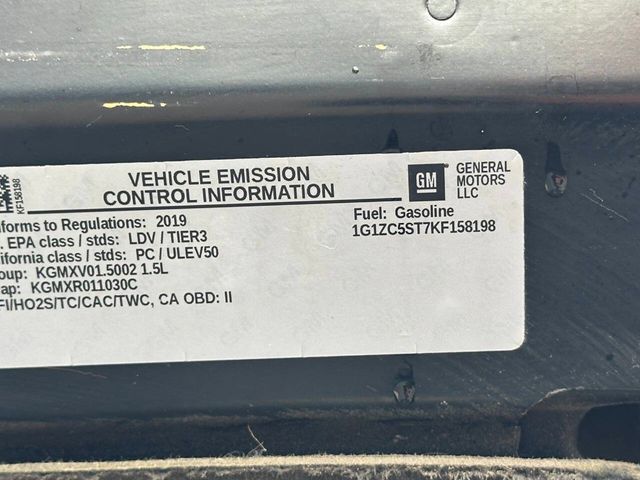 KF158198
VEHICLE EMISSION
CONTROL INFORMATION
GM
GENERAL
MOTORS
LLC
nforms to Regulations: 2019
. EPA class / stds: LDV / TIER3
lifornia class / stds: PC / ULEV50
oup: KGMXV01.5002 1.5L
ap: KGMXR011030C
FI/HO2S/TC/CAC/TWC, CA OBD: II
Fuel: Gasoline
1G1ZC5ST7KF158198